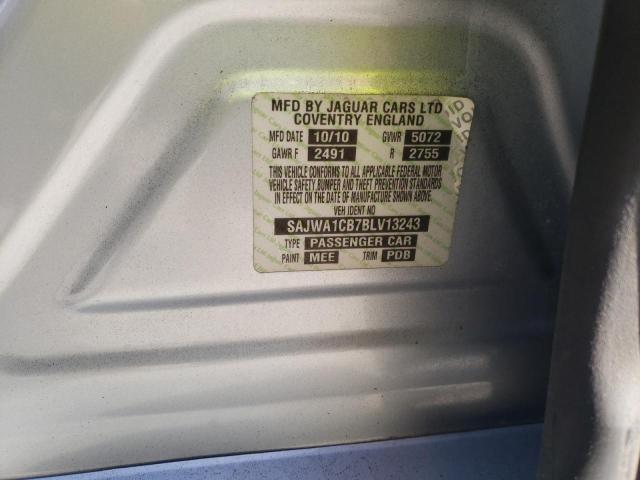 MFD BY JAGUAR CARS LTD
COVENTRY ENGLAND
MFD DATE 10/10 GVWR 5072
GAWR F 2491 R 2755
THIS VEHICLE CONFORMS TO ALL APPLICABLE FEDERAL MOTOR
VEHICLE SAFETY BUMPER AND THEFT PREVENTION STANDARDS
IN EFFECT ON THE DATE OF MANUFACTURE SHOWN ABOVE.
VEH IDENT NO
SAJWA1CB7BLV13243
TYPE PASSENGER CAR
PAINT MEE TRIM PDB
VOID